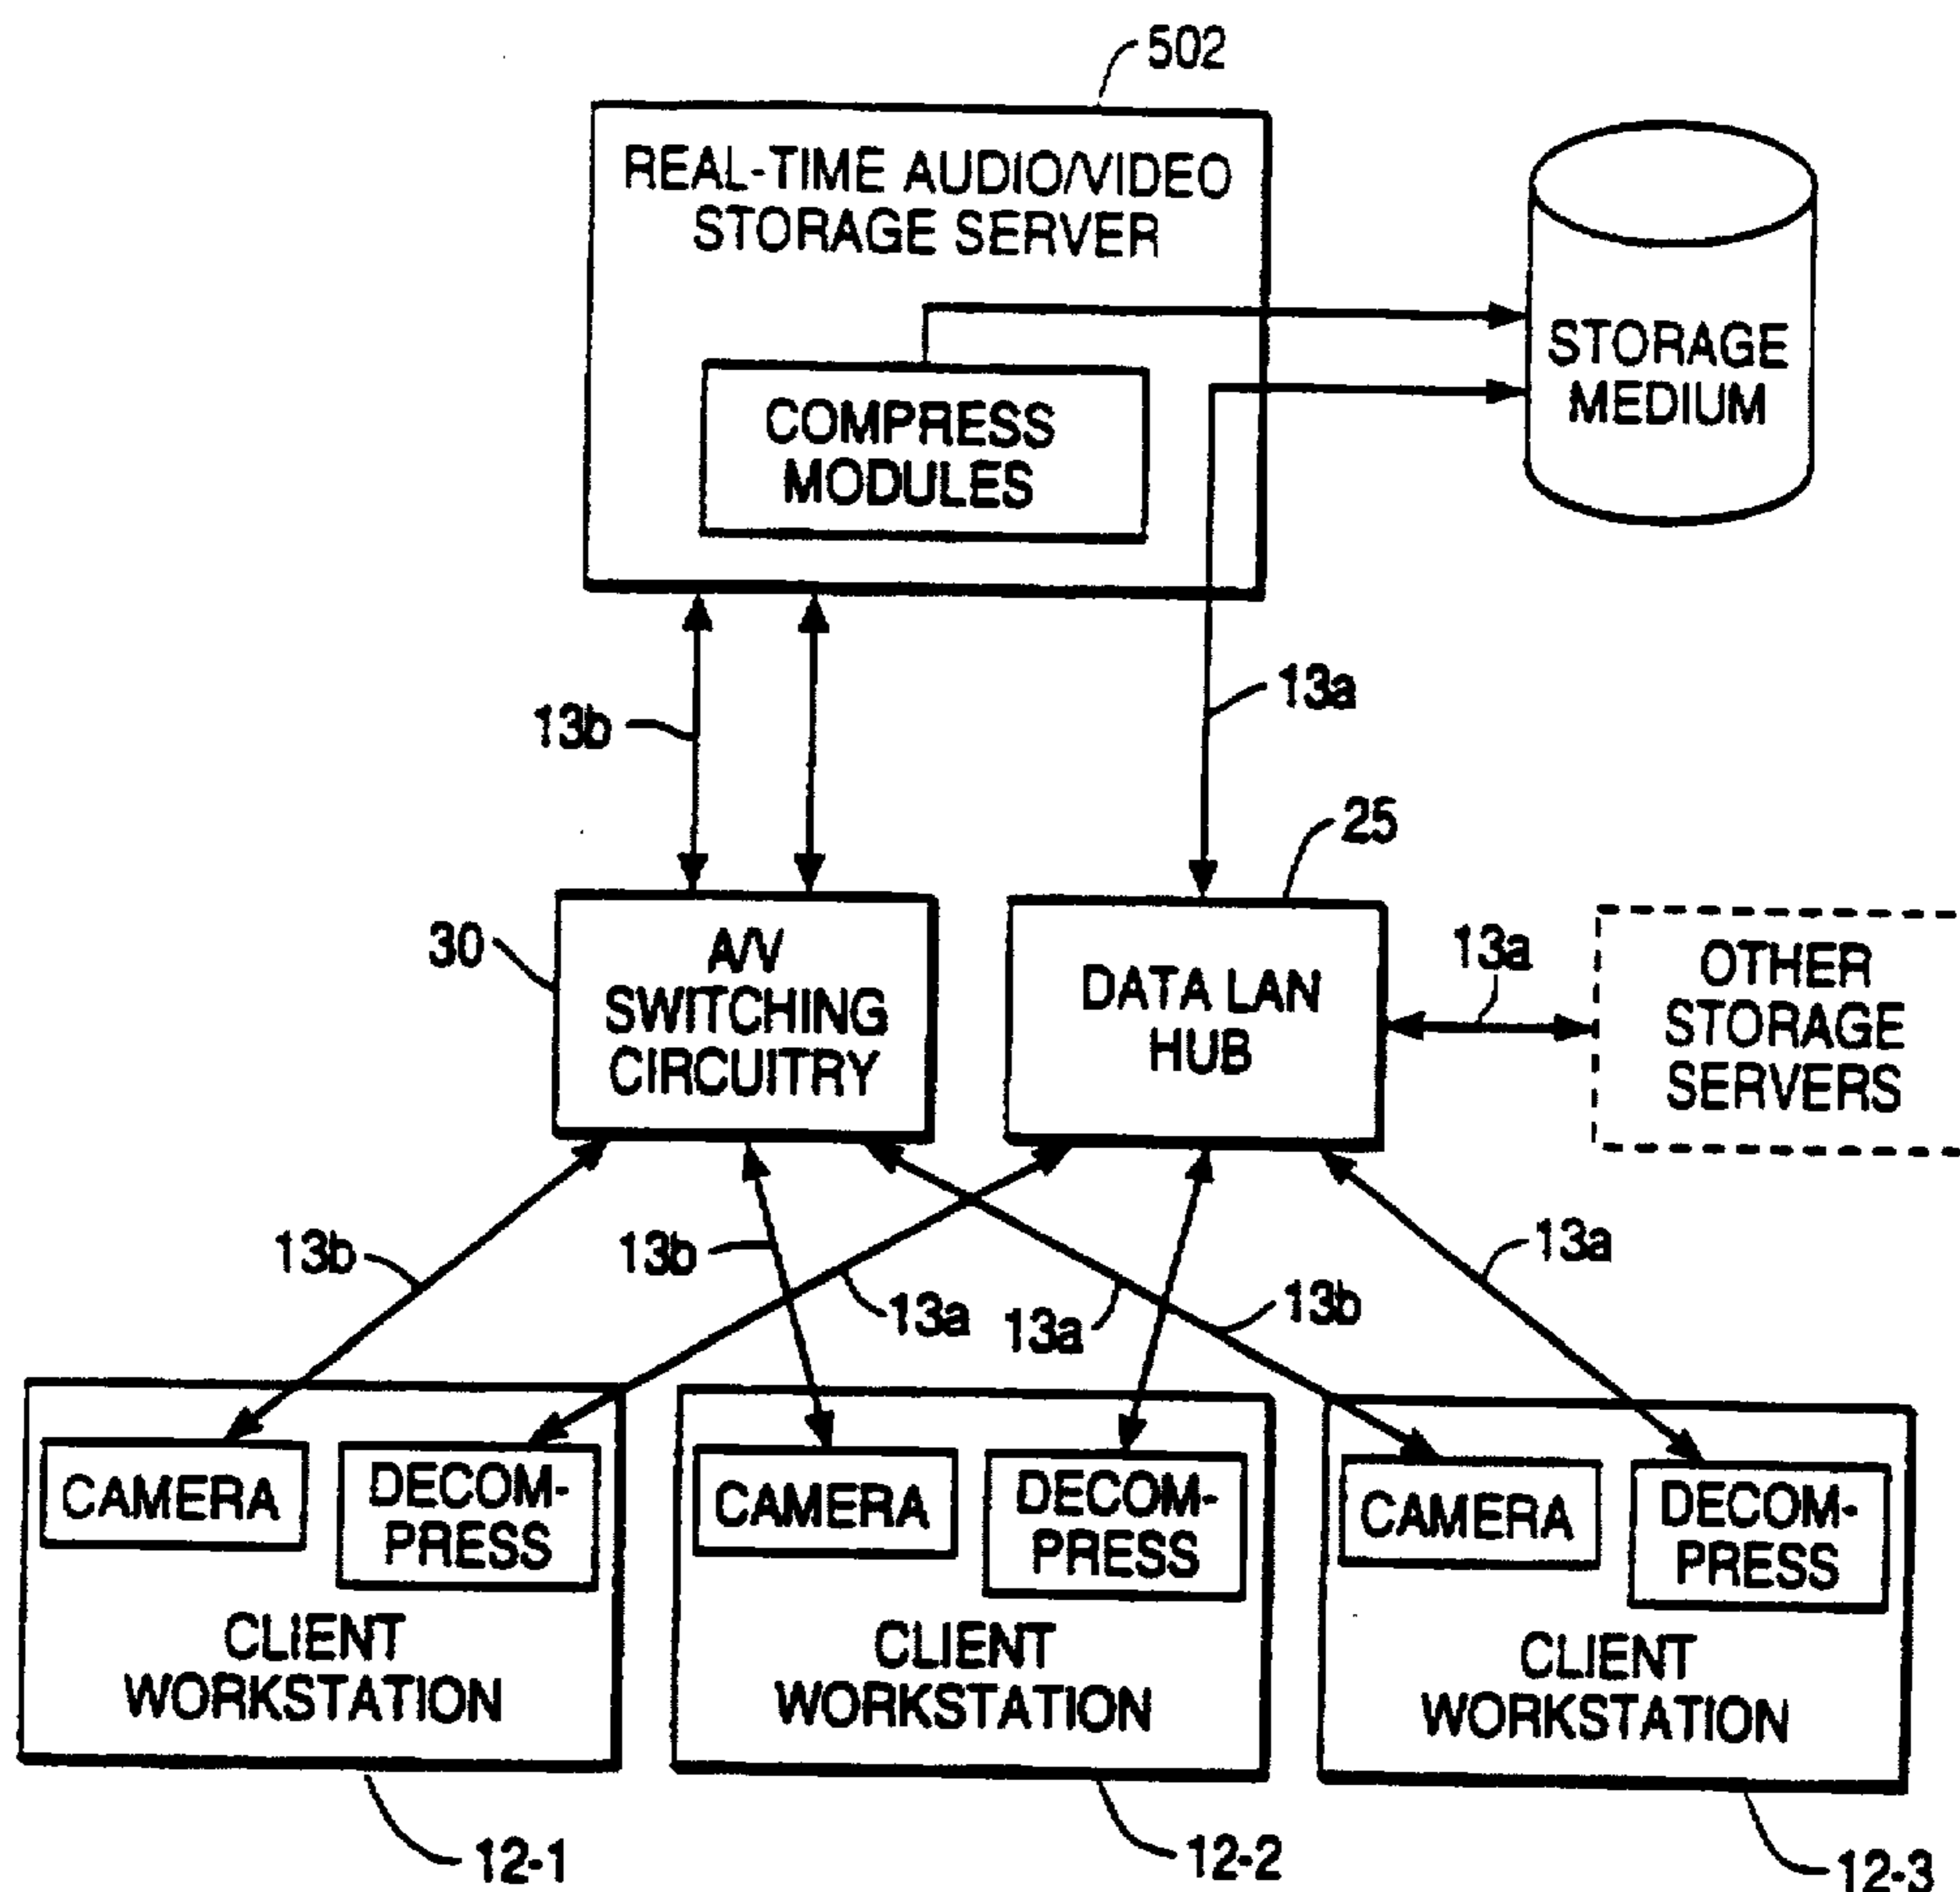 502
REAL-TIME AUDIO/VIDEO
STORAGE SERVER
STORAGE
MEDIUM
COMPRESS
MODULES
13b
13a
25
30
A/V
SWITCHING
CIRCUITRY
DATA LAN
HUB
13a
OTHER
STORAGE
SERVERS
13b
13b
13a
13a
13b
13a
CAMERA
DECOM-
PRESS
CLIENT
WORKSTATION
CAMERA
DECOM-
PRESS
CLIENT
WORKSTATION
CAMERA
DECOM-
PRESS
CLIENT
WORKSTATION
12-1
12-2
12-3